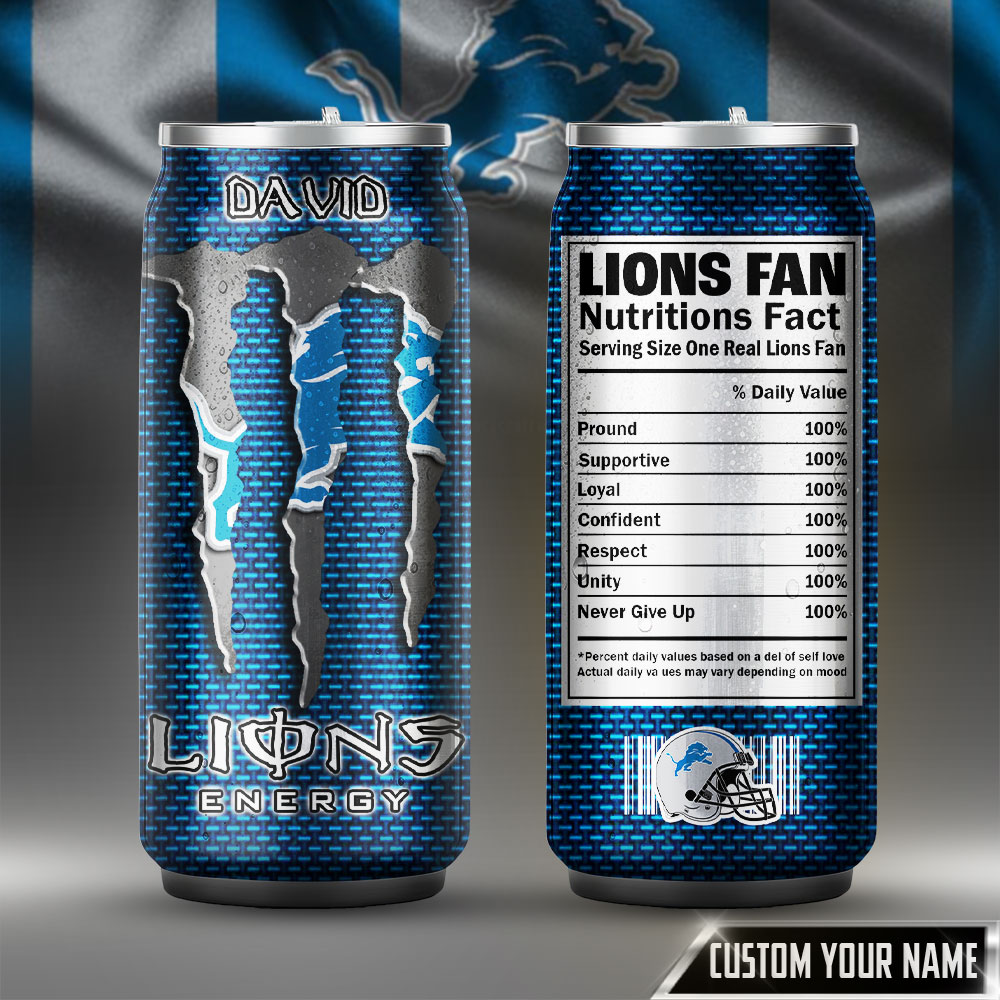 DAVID
LIONS
ENERGY
LIONS FAN
Nutritions Fact
Serving Size One Real Lions Fan
% Daily Value
Pround 100%
Supportive 100%
Loyal 100%
Confident 100%
Respect 100%
Unity 100%
Never Give Up 100%
*Percent daily values based on a del of self love
Actual daily va ues may vary depending on mood
CUSTOM YOUR NAME